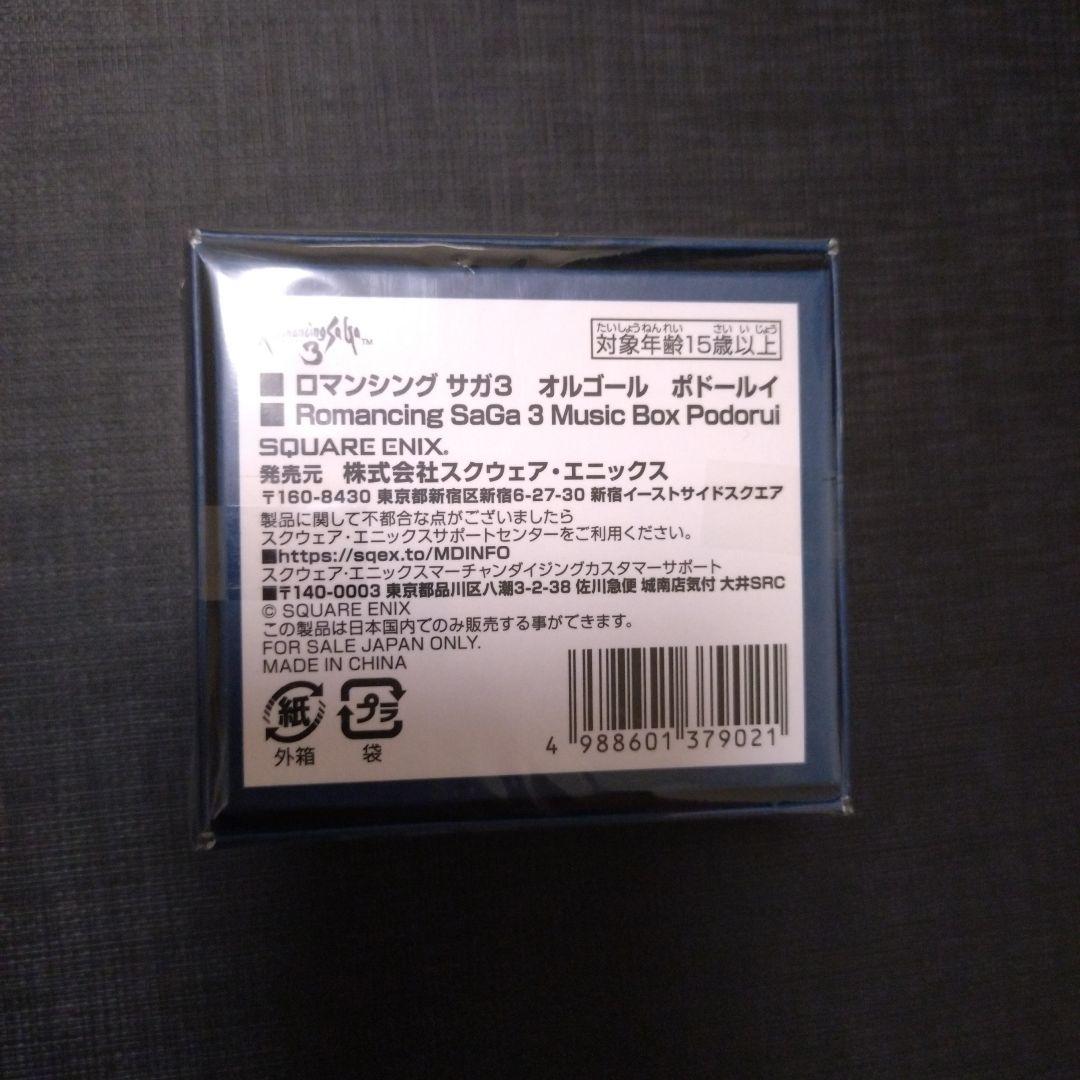 Romancing SaGa 3 ™
たいしょうねんれい さい いじょう
対象年齢15歳以上
■ ロマンシング サガ3 オルゴール ポドールイ
■ Romancing SaGa 3 Music Box Podorui
SQUARE ENIX.
発売元 株式会社スクウェア・エニックス
〒160-8430 東京都新宿区新宿6-27-30 新宿イーストサイドスクエア
製品に関して不都合な点がございましたら
スクウェア・エニックスサポートセンターをご利用ください。
■https://sqex.to/MDINFO
スクウェア・エニックスマーチャンダイジングカスタマーサポート
■〒140-0003 東京都品川区八潮3-2-38 佐川急便 城南店気付 大井SRC
© SQUARE ENIX
この製品は日本国内でのみ販売する事ができます。
FOR SALE JAPAN ONLY.
MADE IN CHINA
紙 プラ
外箱 袋
4 988601 379021